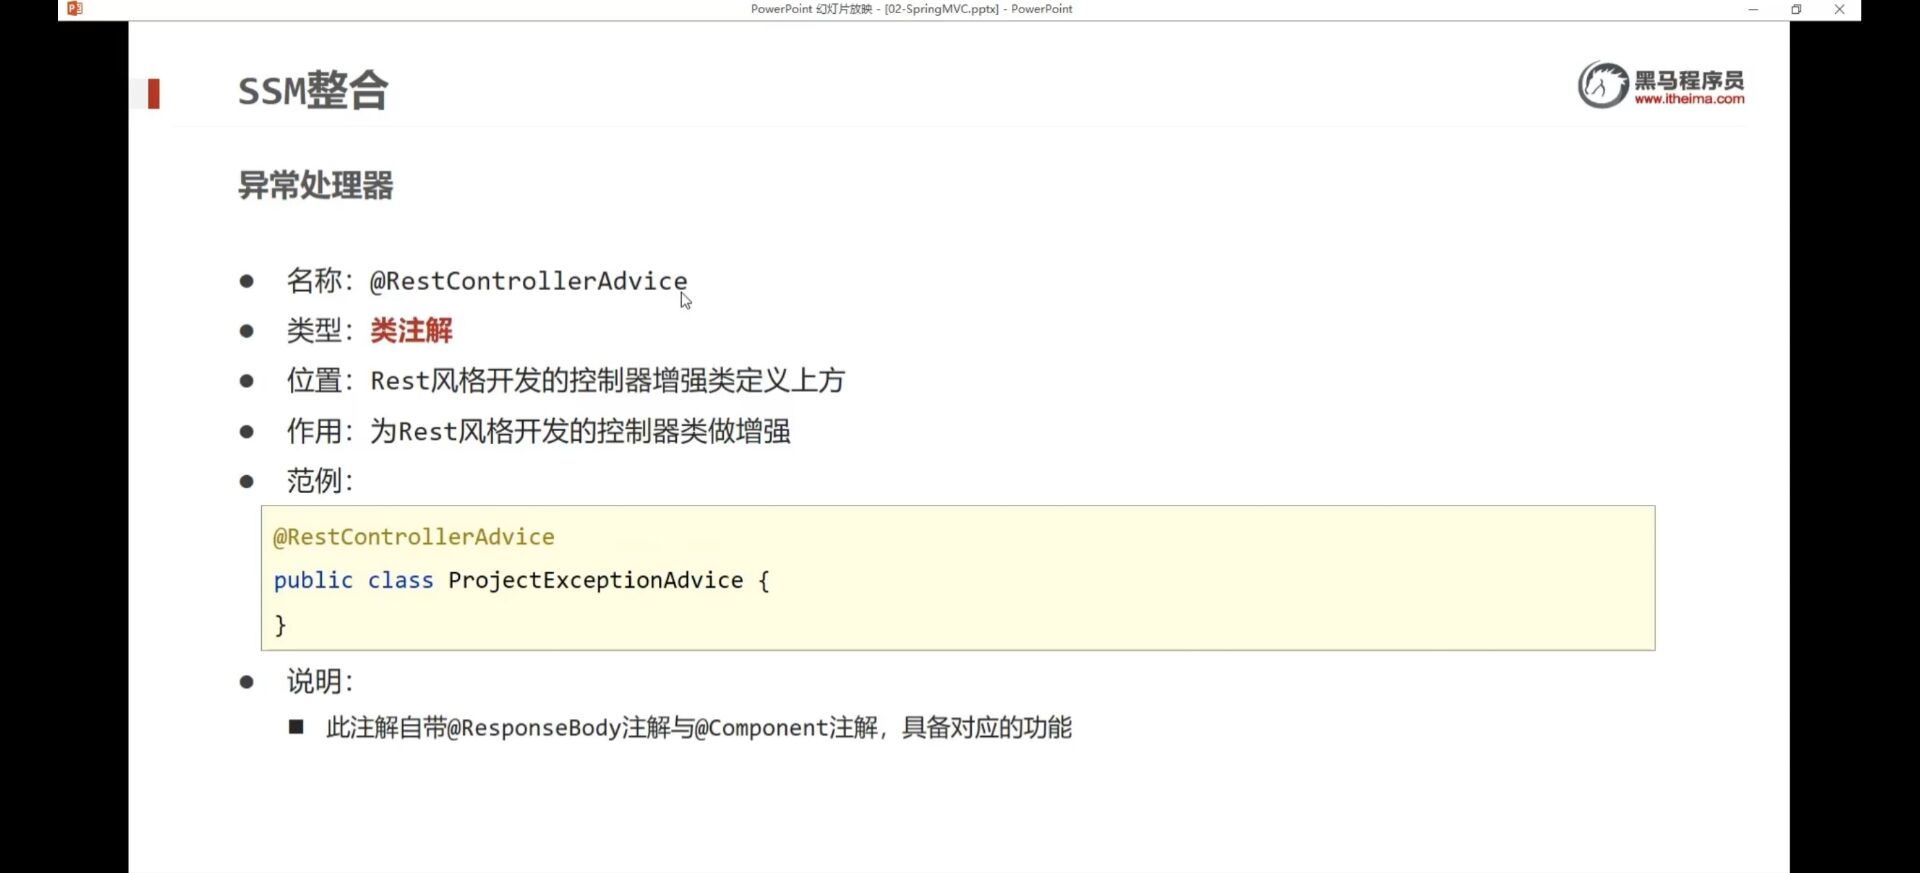 PowerPoint 幻灯片放映 - [02-SpringMVC.pptx] - PowerPoint
SSM整合
黑马程序员
www.itheima.com
异常处理器
● 名称：@RestControllerAdvice
● 类型：类注解
● 位置：Rest风格开发的控制器增强类定义上方
● 作用：为Rest风格开发的控制器类做增强
● 范例：
@RestControllerAdvice
public class ProjectExceptionAdvice {
}
● 说明：
■ 此注解自带@ResponseBody注解与@Component注解，具备对应的功能